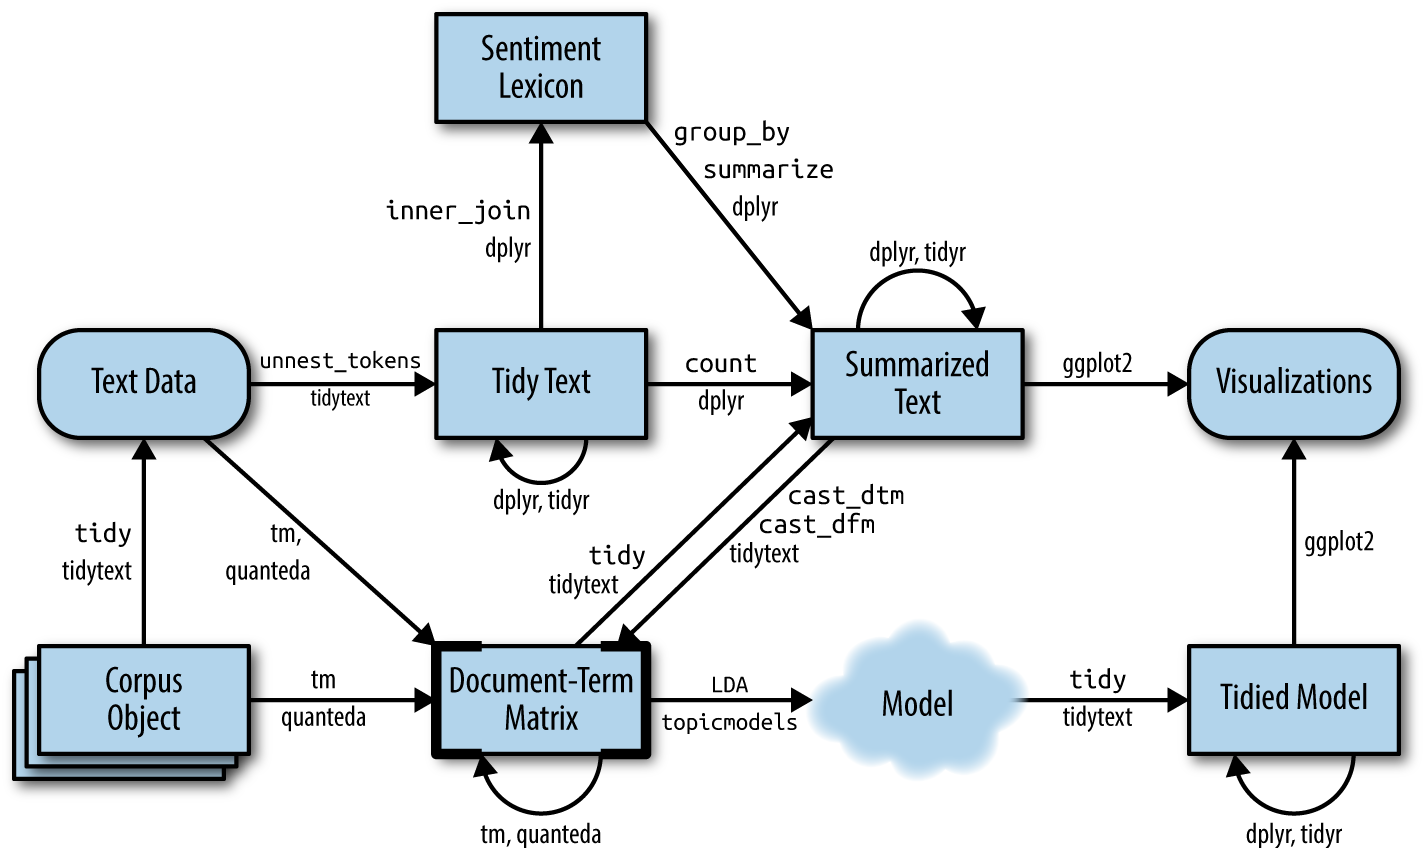 Sentiment
Lexicon
group_by
summarize
dplyr
inner_join
dplyr
dplyr, tidyr
Text Data
unnest_tokens
tidytext
Tidy Text
count
dplyr
Summarized
Text
ggplot2
Visualizations
dplyr, tidyr
tidy
tidytext
tm,
quanteda
tidy
tidytext
cast_dtm
cast_dfm
tidytext
ggplot2
Corpus
Object
tm
quanteda
Document-Term
Matrix
LDA
topicmodels
Model
tidy
tidytext
Tidied Model
tm, quanteda
dplyr, tidyr